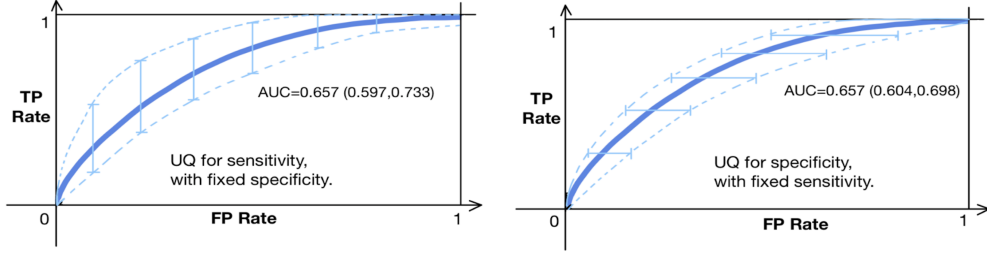 1
TP
Rate
AUC=0.657 (0.597,0.733)
UQ for sensitivity,
with fixed specificity.
0
FP Rate
1
1
TP
Rate
AUC=0.657 (0.604,0.698)
UQ for specificity,
with fixed sensitivity.
0
FP Rate
1